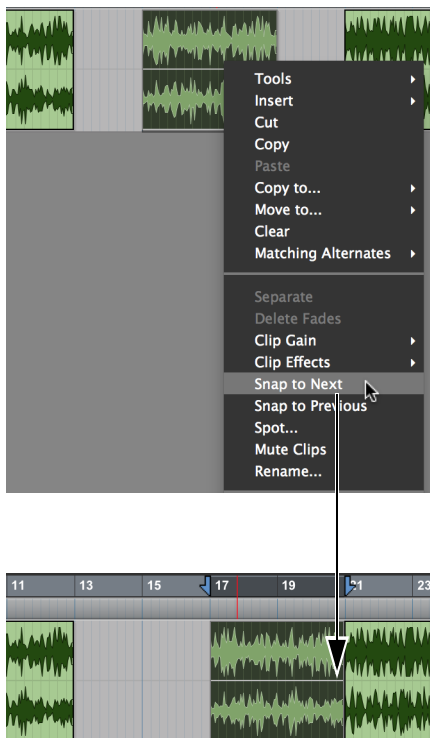 Tools
Insert
Cut
Copy
Paste
Copy to...
Move to...
Clear
Matching Alternates
Separate
Delete Fades
Clip Gain
Clip Effects
Snap to Next
Snap to Previous
Spot...
Mute Clips
Rename...
11 13 15 17 19 21 23